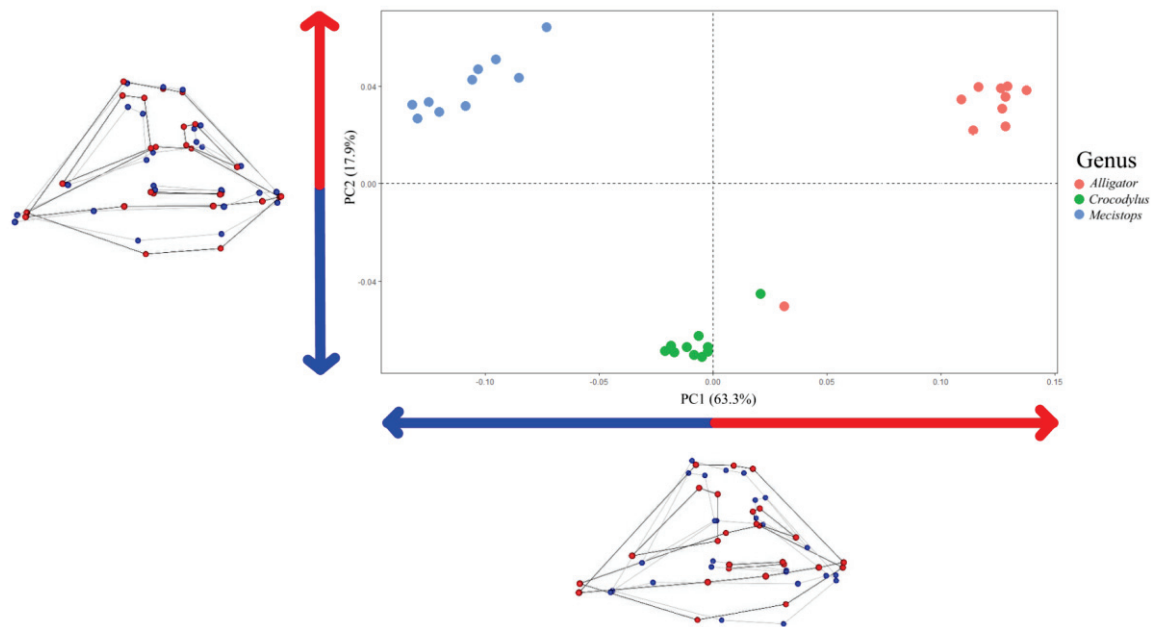 0.04
0.00
-0.04
PC2 (17.9%)
-0.10
-0.05
0.00
0.05
0.10
0.15
PC1 (63.3%)
Genus
Alligator
Crocodylus
Mecistops